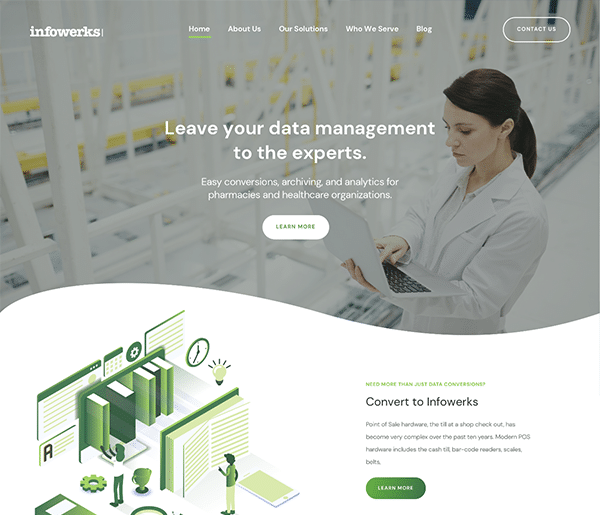 infowerks
Home About Us Our Solutions Who We Serve Blog
CONTACT US
Leave your data management
to the experts.
Easy conversions, archiving, and analytics for
pharmacies and healthcare organizations.
LEARN MORE
A
NEED MORE THAN JUST DATA CONVERSIONS?
Convert to Infowerks
Point of Sale hardware, the till at a shop check out, has
become very complex over the past ten years. Modern POS
hardware includes the cash till, bar-code readers, scales,
belts,
LEARN MORE